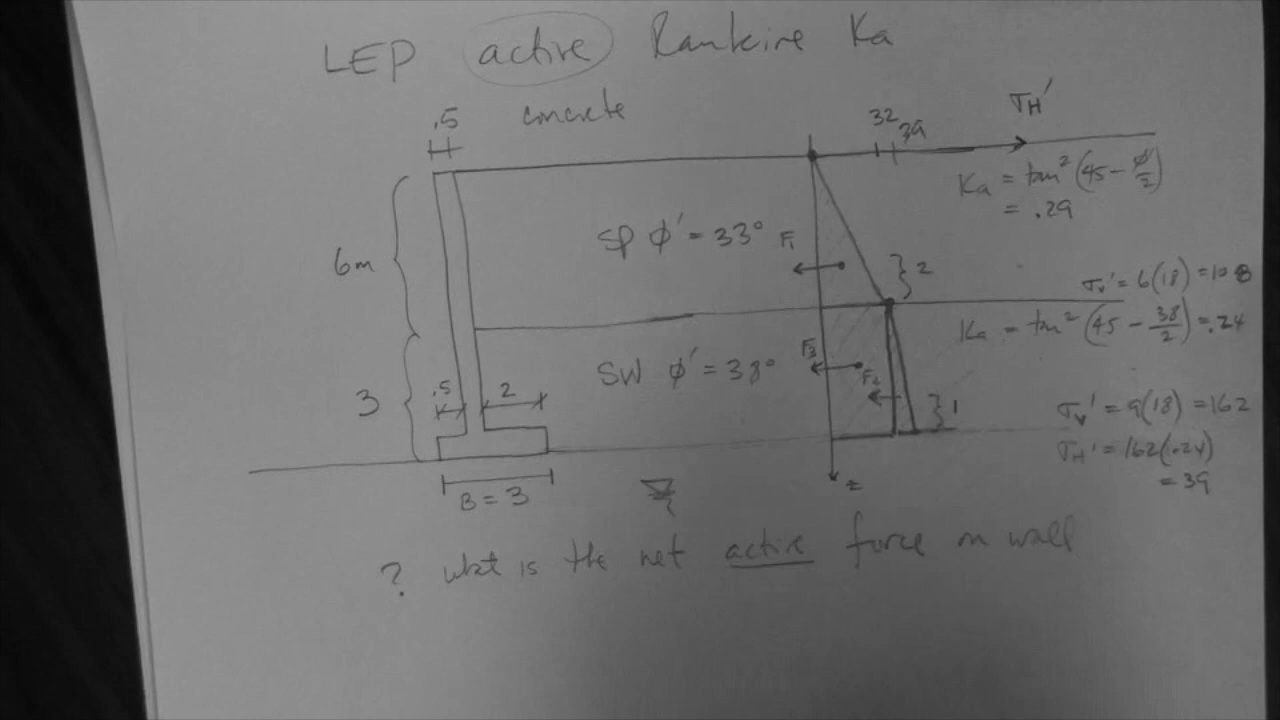 LEP active Rankine Ka
.5 concrete
32 39 σH'
Ka = tan² (45 - φ'/2)
= .29
6m
SP φ' = 33° F1
} 2
σv' = 6(18) = 108
Ka = tan² (45 - 38/2) = .24
3
.5 2
SW φ' = 38° F3
F2
} 1
σv' = 9(18) = 162
σH' = 162(.24)
= 39
B = 3
z
? what is the net active force on wall